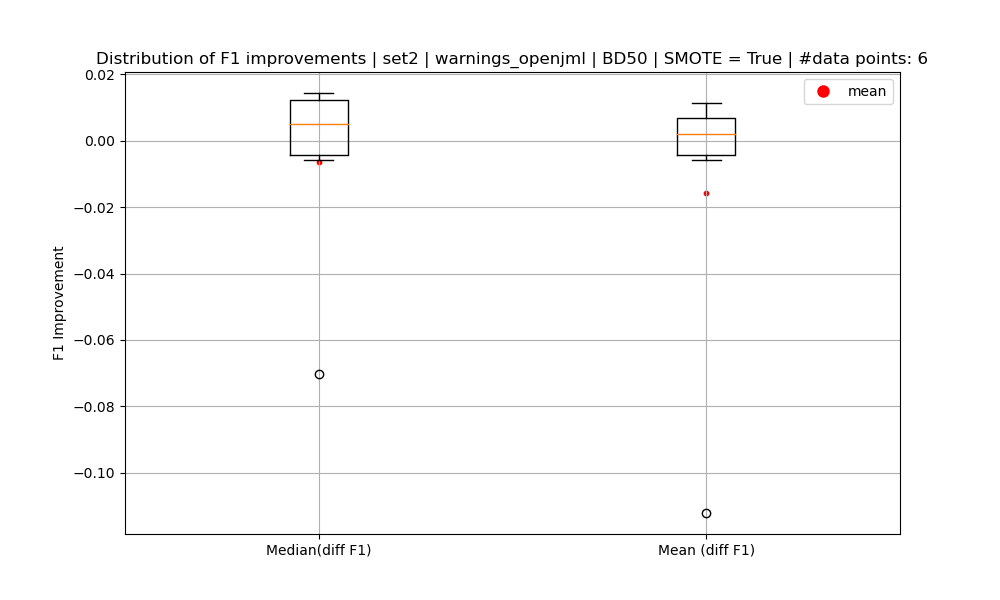 Distribution of F1 improvements | set2 | warnings_openjml | BD50 | SMOTE = True | #data points: 6
mean
0.02
0.00
−0.02
−0.04
−0.06
−0.08
−0.10
F1 Improvement
Median(diff F1)
Mean (diff F1)